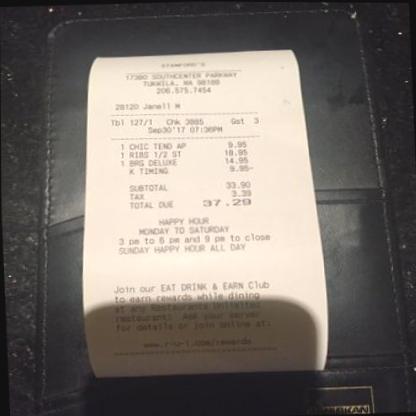 STANFORD'S
17380 SOUTHCENTER PARKWAY
TUKWILA, WA 98188
206.575.7454
28120 Janell M
Tbl 127/1 Chk 3885 Gst 3
Sep30'17 07:36PM
1 CHIC TEND AP 9.95
1 RIBS 1/2 ST 18.95
1 BRG DELUXE 14.95
K TIMING 9.95-
SUBTOTAL 33.90
TAX 3.39
TOTAL DUE 37.29
HAPPY HOUR
MONDAY TO SATURDAY
3 pm to 6 pm and 9 pm to close
SUNDAY HAPPY HOUR ALL DAY
Join our EAT DRINK & EARN Club
to earn rewards while dining
at any Restaurants Unlimited
restaurant! Ask your server
for details or join online at:
www.r-u-i.com/rewards